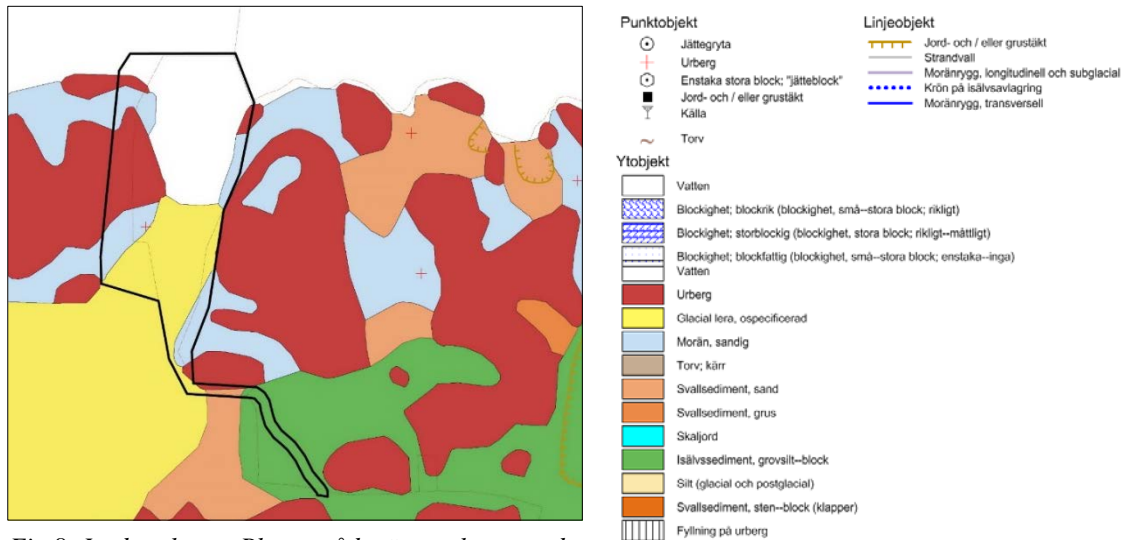 Punktobjekt
Jättegryta
Urberg
Enstaka stora block; "jätteblock"
Jord- och / eller grustäkt
Källa
Torv
Linjeobjekt
Jord- och / eller grustäkt
Strandvall
Moränrygg, longitudinell och subglacial
Krön på isälvsavlagring
Moränrygg, transversell
Ytobjekt
Vatten
Blockighet; blockrik (blockighet, små--stora block; rikligt)
Blockighet; storblockig (blockighet, stora block; rikligt--måttligt)
Blockighet; blockfattig (blockighet, små--stora block; enstaka--inga)
Vatten
Urberg
Glacial lera, ospecificerad
Morän, sandig
Torv; kärr
Svallsediment, sand
Svallsediment, grus
Skaljord
Isälvssediment, grovsilt--block
Silt (glacial och postglacial)
Svallsediment, sten--block (klapper)
Fyllning på urberg